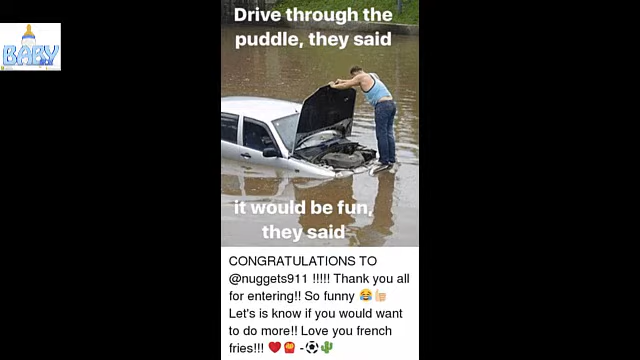 BABY
Drive through the
puddle, they said
it would be fun,
they said
CONGRATULATIONS TO
@nuggets911 !!!!! Thank you all
for entering!! So funny 😂👍🏼
Let's is know if you would want
to do more!! Love you french
fries!!! ❤️🍟 -⚽🌵